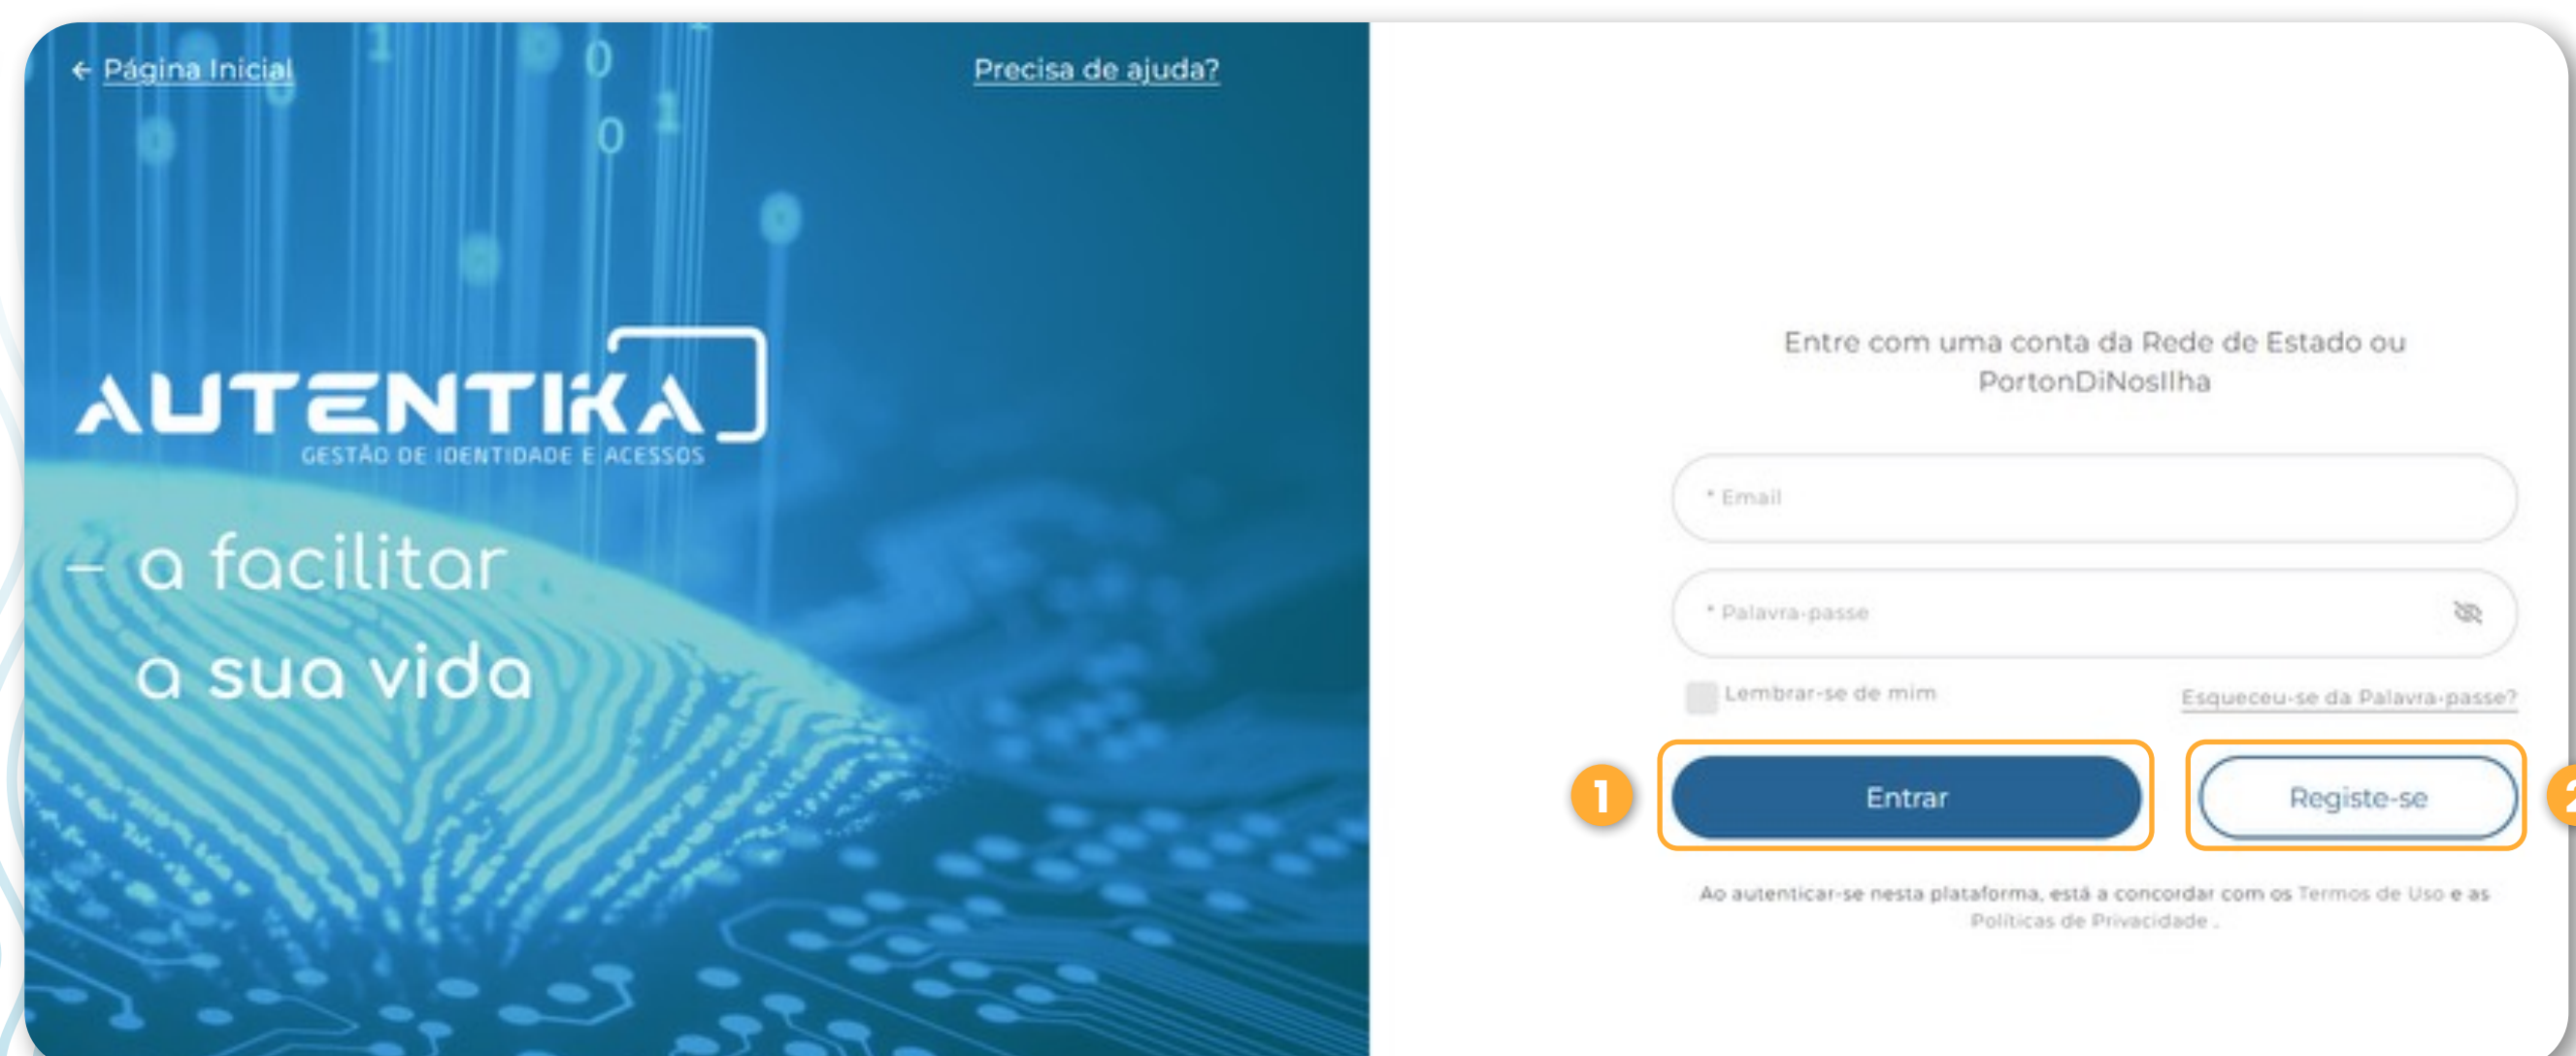 ← Página Inicial
Precisa de ajuda?
AUTENTIKA
GESTÃO DE IDENTIDADE E ACESSOS
– a facilitar
a sua vida
Entre com uma conta da Rede de Estado ou
PortonDiNosIlha
* Email
* Palavra-passe
Lembrar-se de mim
Esqueceu-se da Palavra-passe?
1
Entrar
Registe-se
2
Ao autenticar-se nesta plataforma, está a concordar com os Termos de Uso e as
Políticas de Privacidade .